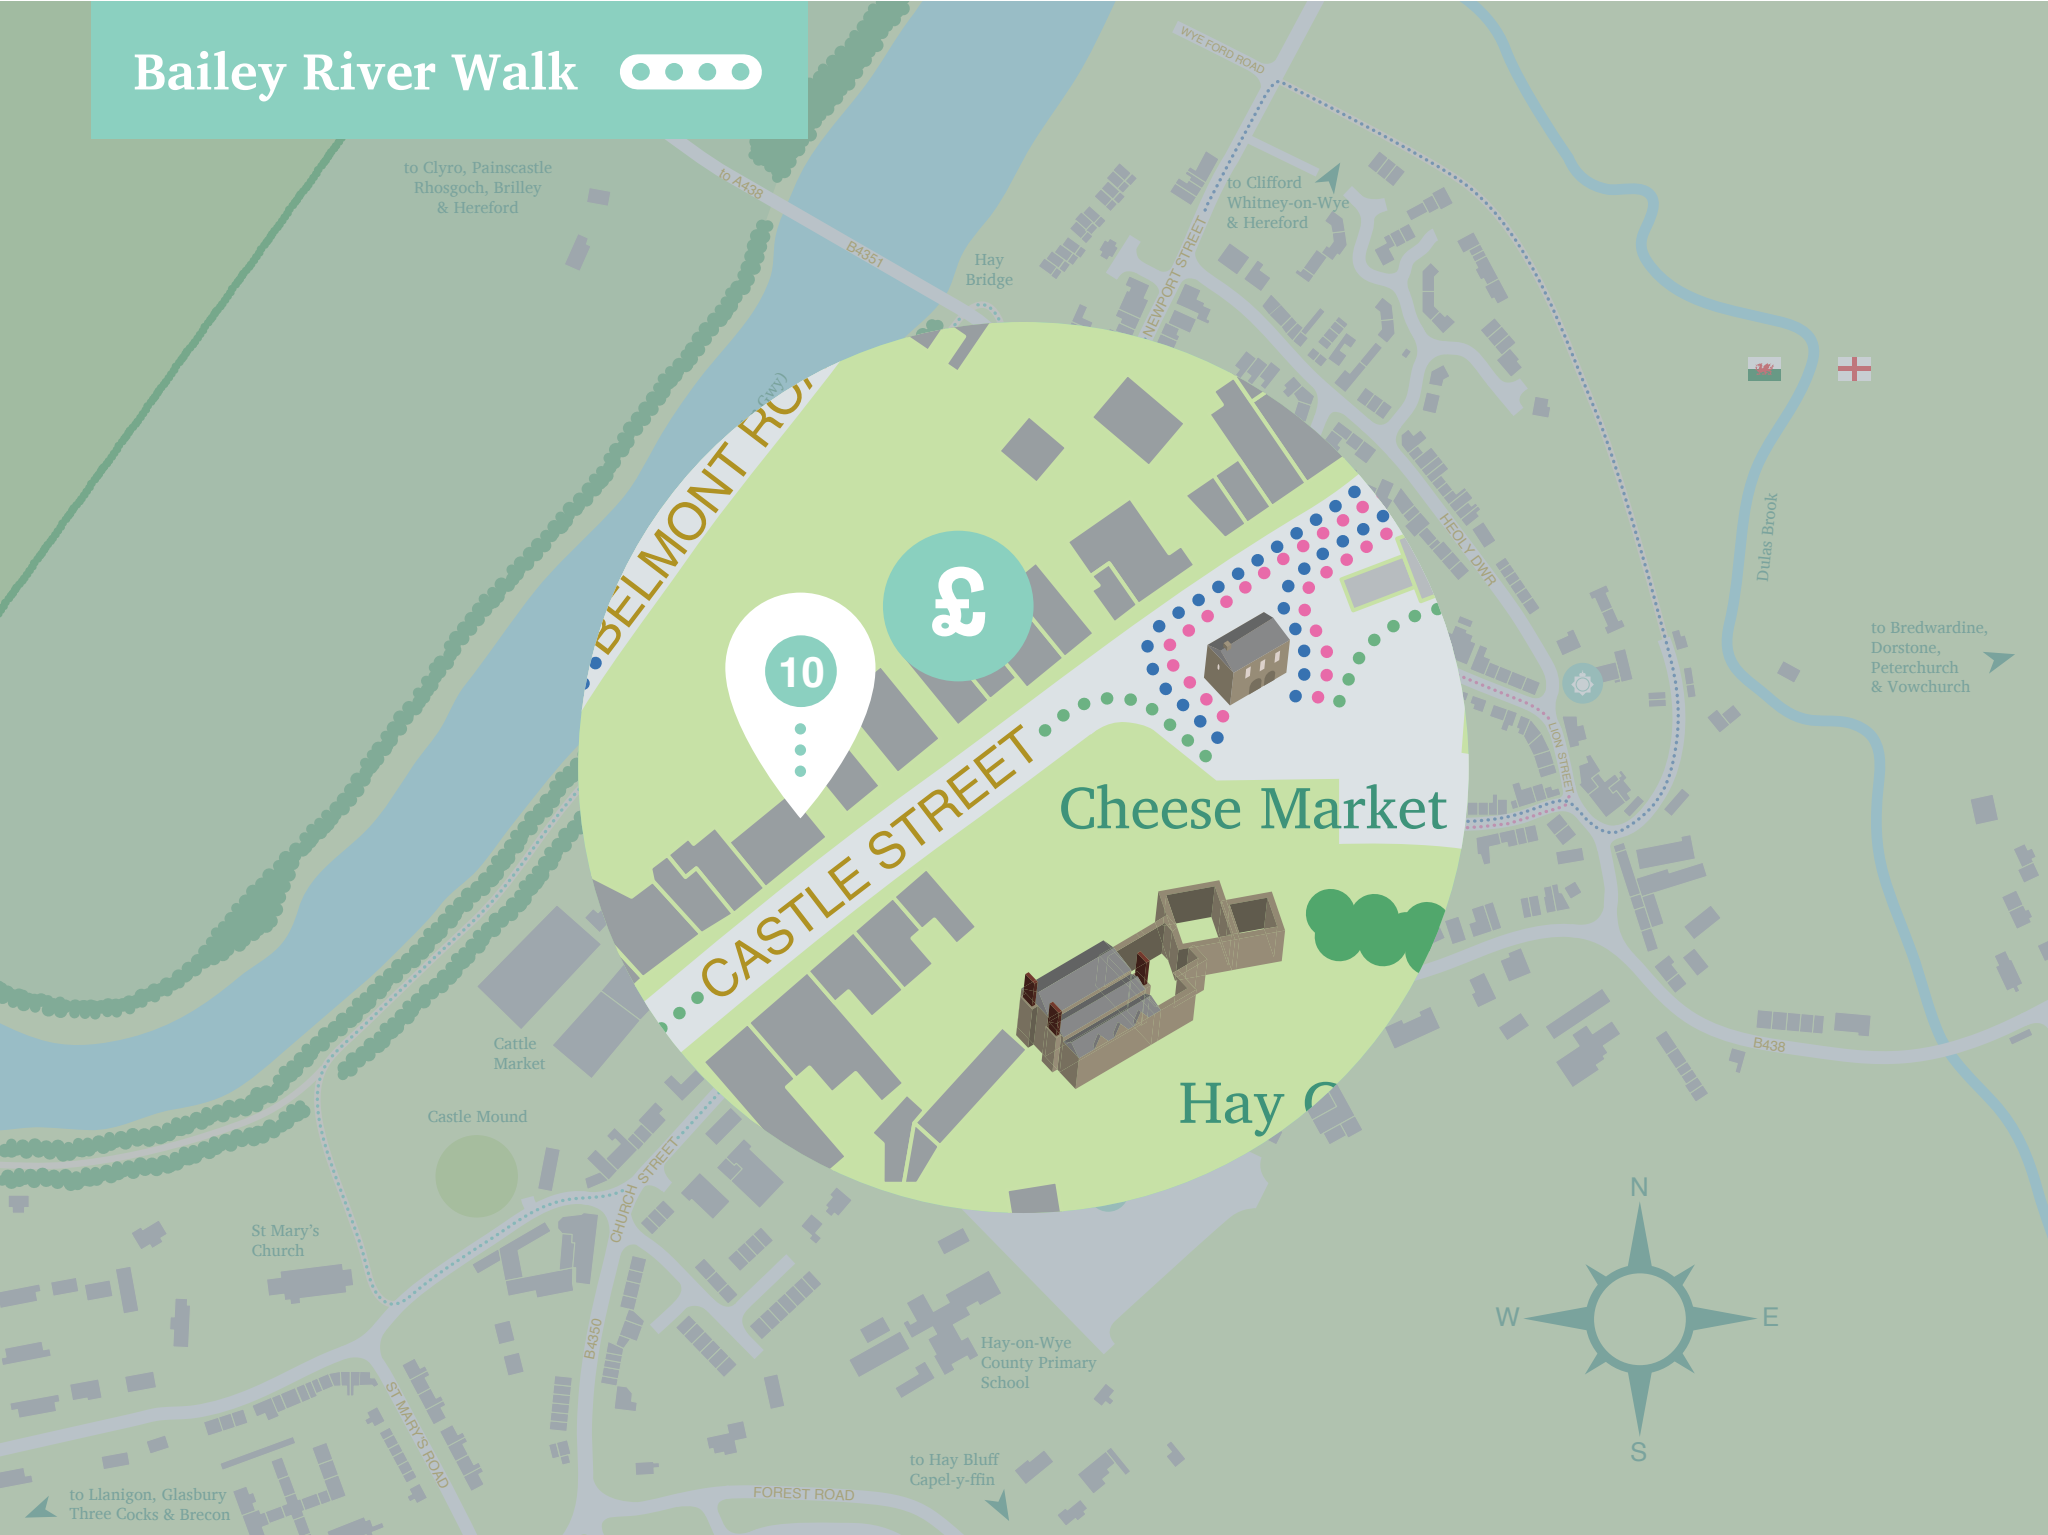 Bailey River Walk
WYE FORD ROAD
to Clyro, Painscastle
Rhosgoch, Brilley
& Hereford
to A438
B4351
Hay
Bridge
to Clifford
Whitney-on-Wye
& Hereford
NEWPORT STREET
Gwy)
BELMONT
HEOLY DWR
Dulas Brook
£
10
to Bredwardine,
Dorstone,
Peterchurch
& Vowchurch
LION STREET
CASTLE STREET
Cheese Market
Cattle
Market
B438
Castle Mound
Hay
CHURCH STREET
St Mary's
Church
N
W
E
S
B4350
Hay-on-Wye
County Primary
School
ST MARY'S ROAD
to Hay Bluff
Capel-y-ffin
to Llanigon, Glasbury
Three Cocks & Brecon
FOREST ROAD